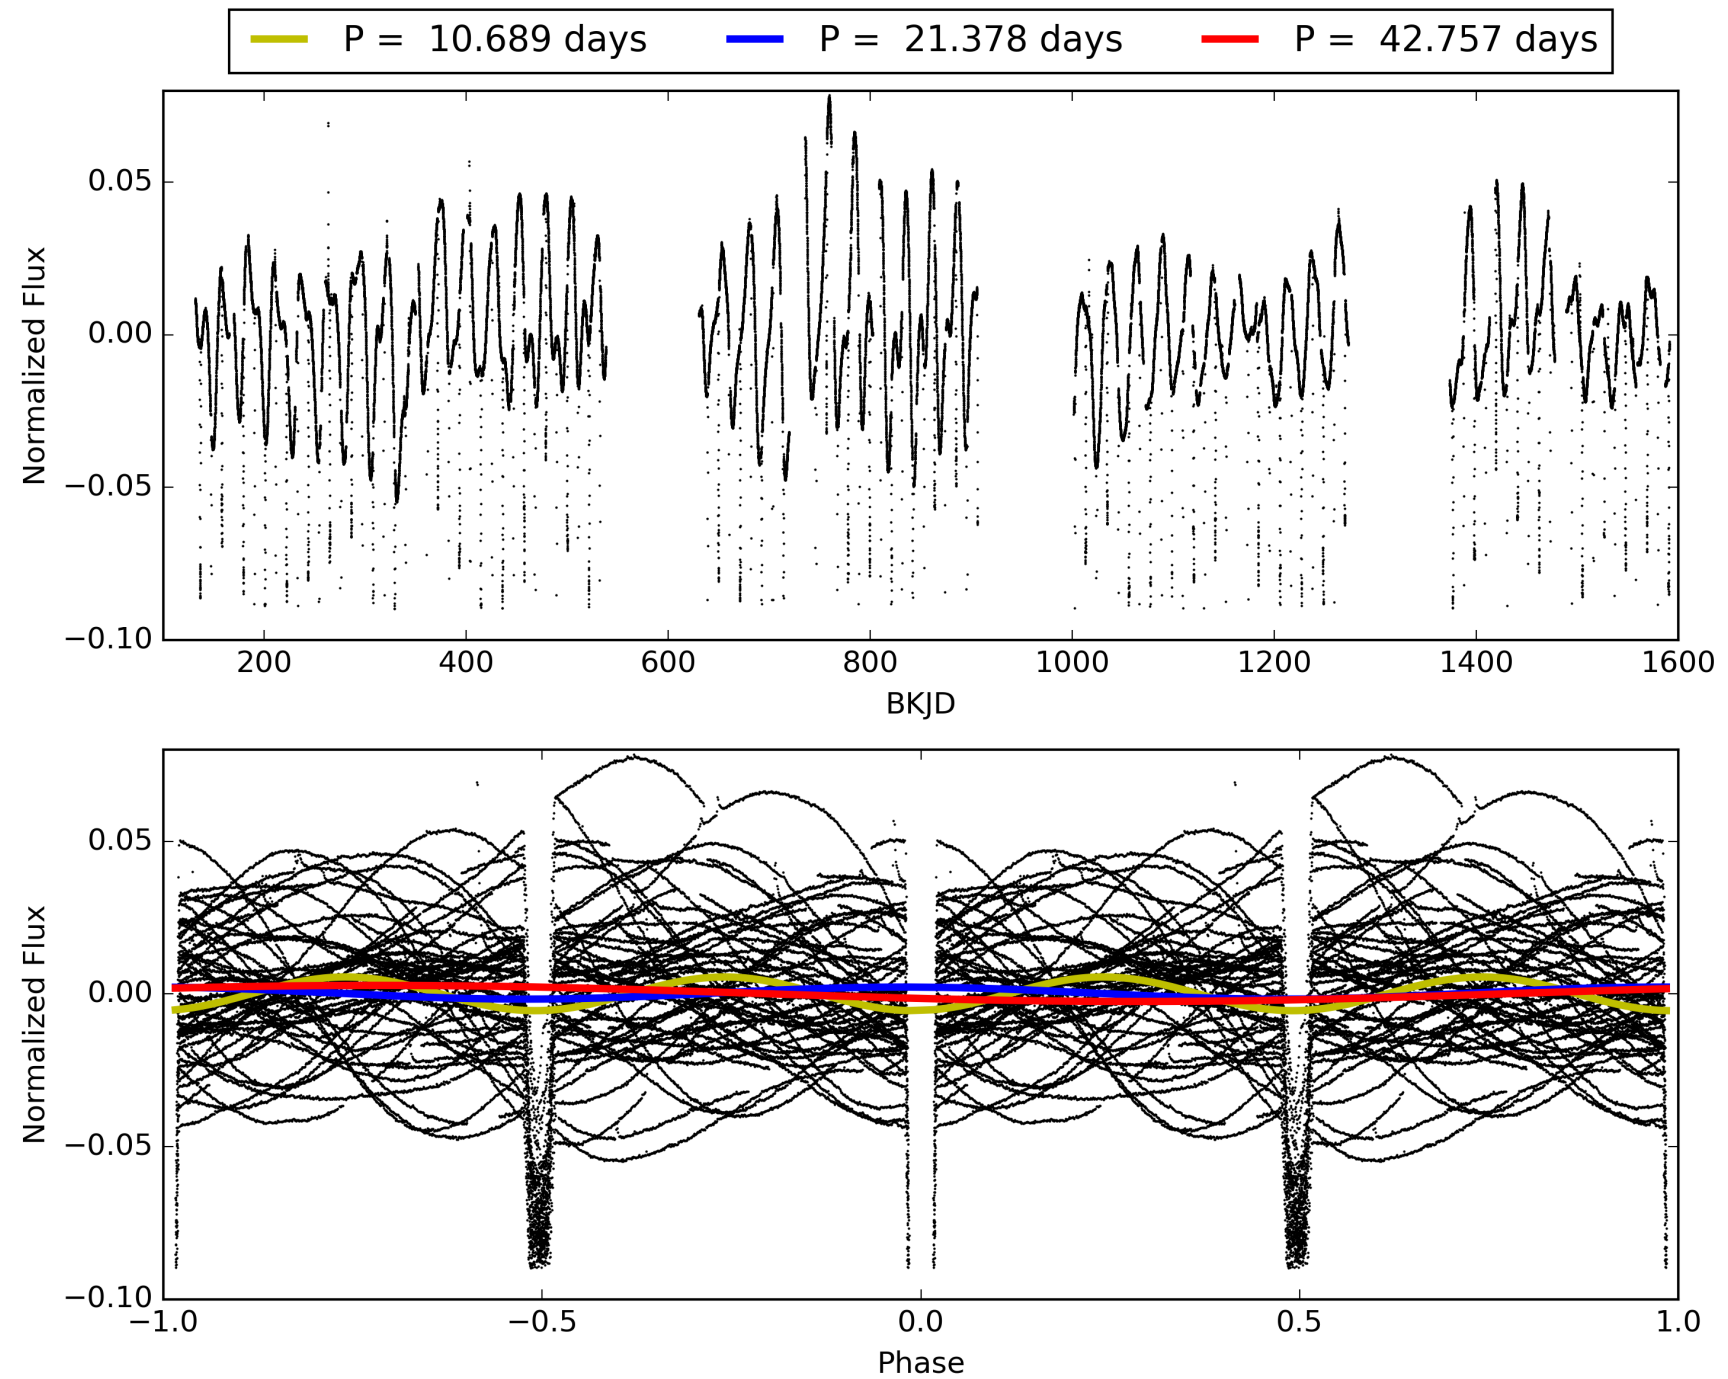 P = 10.689 days P = 21.378 days P = 42.757 days
0.05
0.00
−0.05
−0.10
Normalized Flux
200 400 600 800 1000 1200 1400 1600
BKJD
0.05
0.00
−0.05
−0.10
Normalized Flux
−1.0 −0.5 0.0 0.5 1.0
Phase